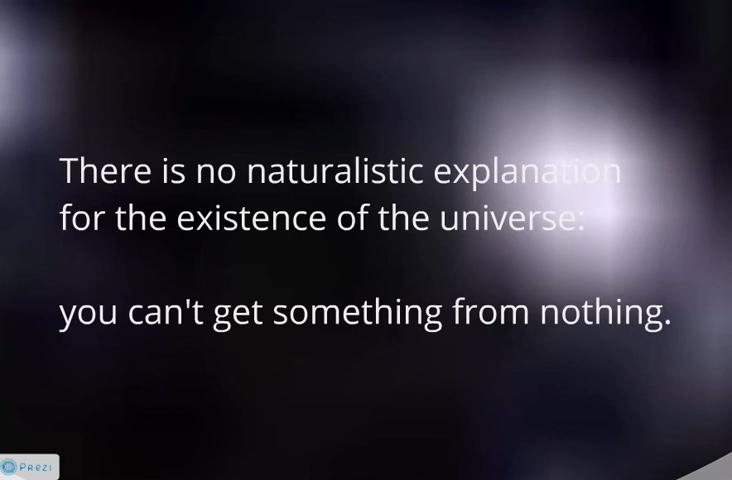 There is no naturalistic explanation
for the existence of the universe:
you can't get something from nothing.
PREZI